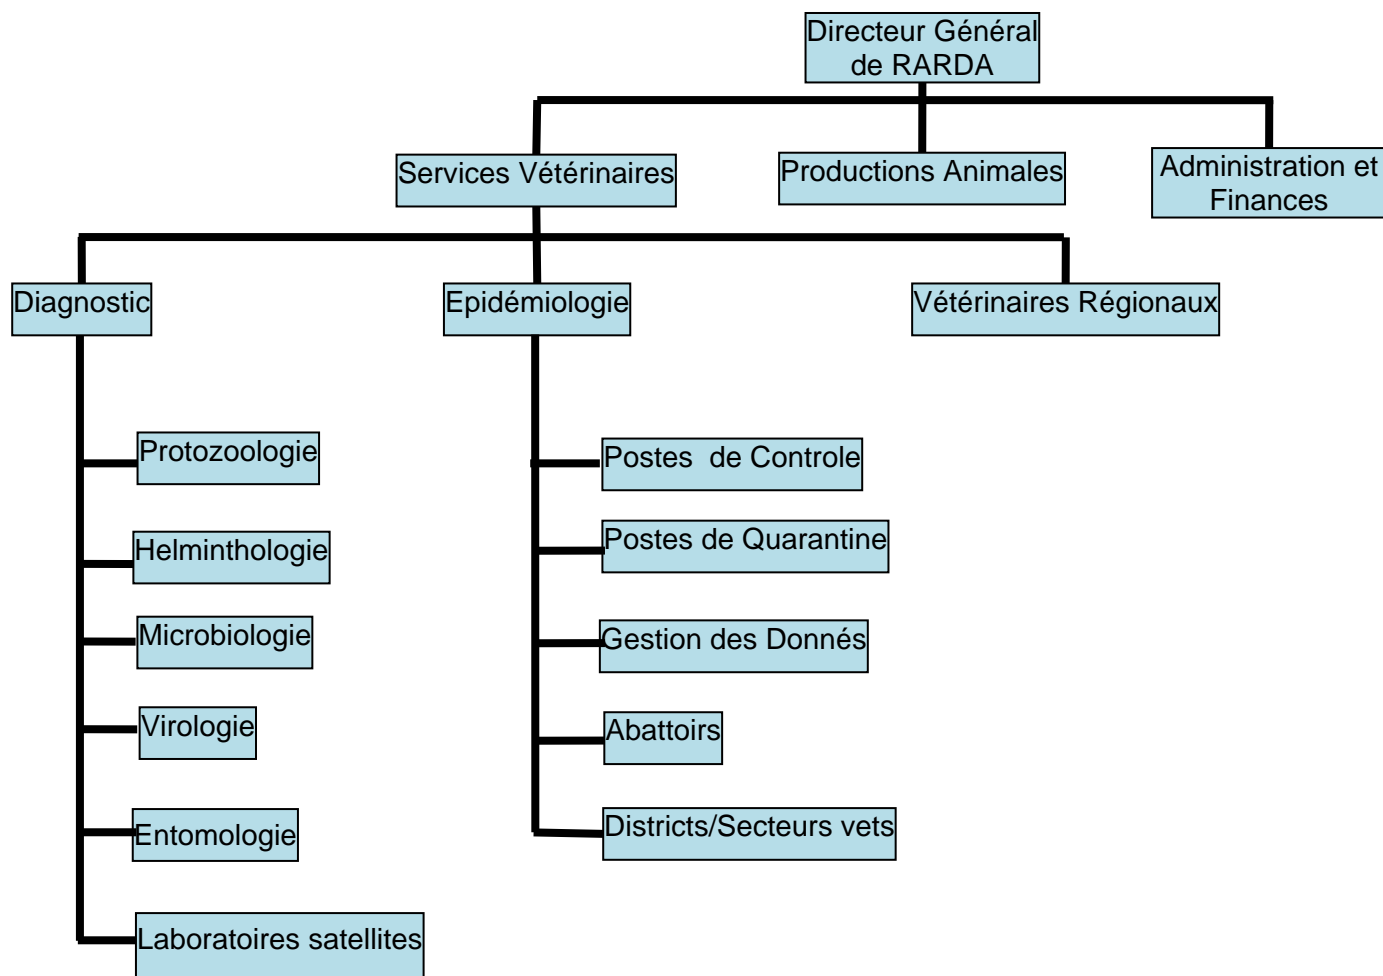 Directeur Général
de RARDA
Services Vétérinaires
Productions Animales
Administration et
Finances
Diagnostic
Epidémiologie
Vétérinaires Régionaux
Protozoologie
Helminthologie
Microbiologie
Virologie
Entomologie
Laboratoires satellites
Postes de Controle
Postes de Quarantine
Gestion des Donnés
Abattoirs
Districts/Secteurs vets